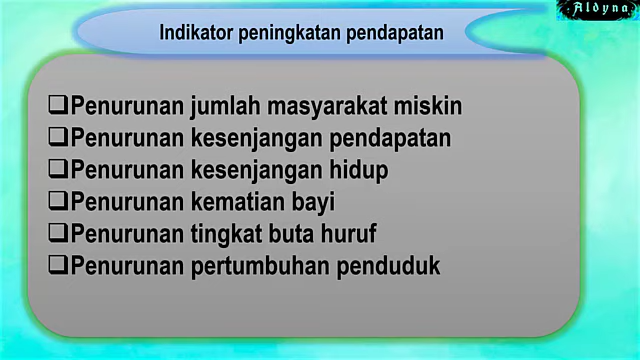 Aldyna
Indikator peningkatan pendapatan
❑Penurunan jumlah masyarakat miskin
❑Penurunan kesenjangan pendapatan
❑Penurunan kesenjangan hidup
❑Penurunan kematian bayi
❑Penurunan tingkat buta huruf
❑Penurunan pertumbuhan penduduk